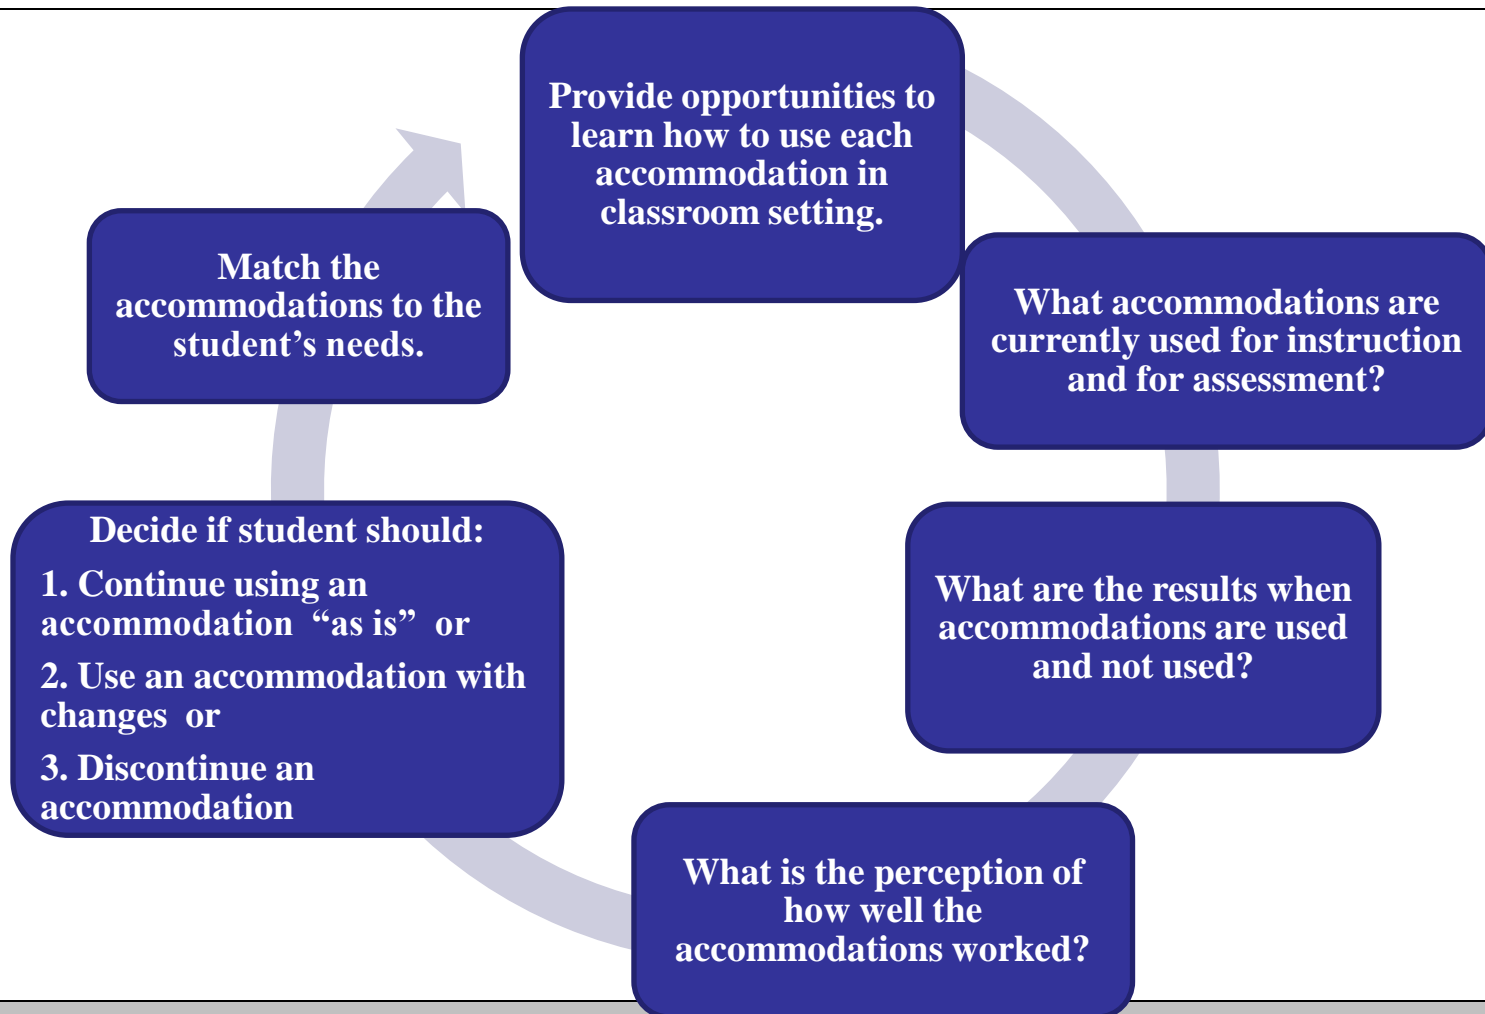 Provide opportunities to
learn how to use each
accommodation in
classroom setting.
What accommodations are
currently used for instruction
and for assessment?
What are the results when
accommodations are used
and not used?
What is the perception of
how well the
accommodations worked?
Decide if student should:
1. Continue using an
accommodation “as is” or
2. Use an accommodation with
changes or
3. Discontinue an
accommodation
Match the
accommodations to the
student’s needs.